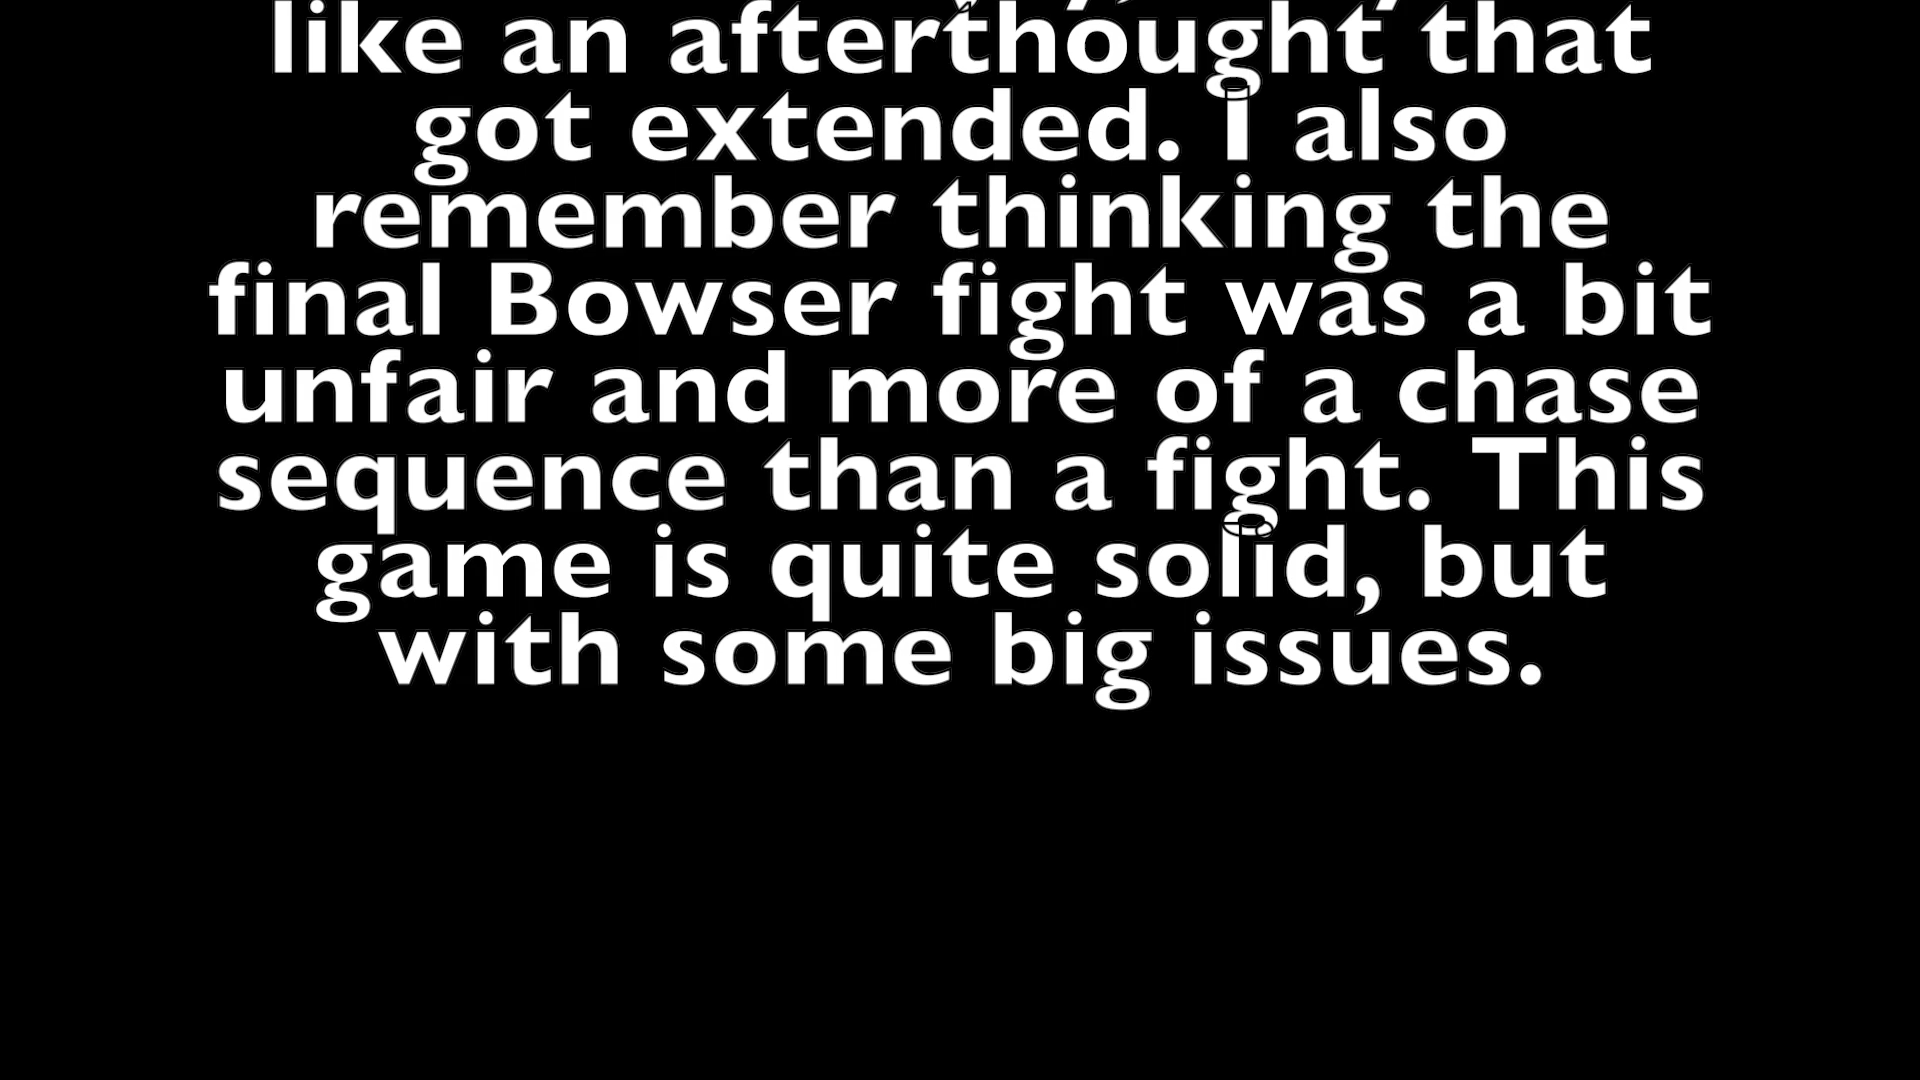 like an afterthought that
got extended. I also
remember thinking the
final Bowser fight was a bit
unfair and more of a chase
sequence than a fight. This
game is quite solid, but
with some big issues.